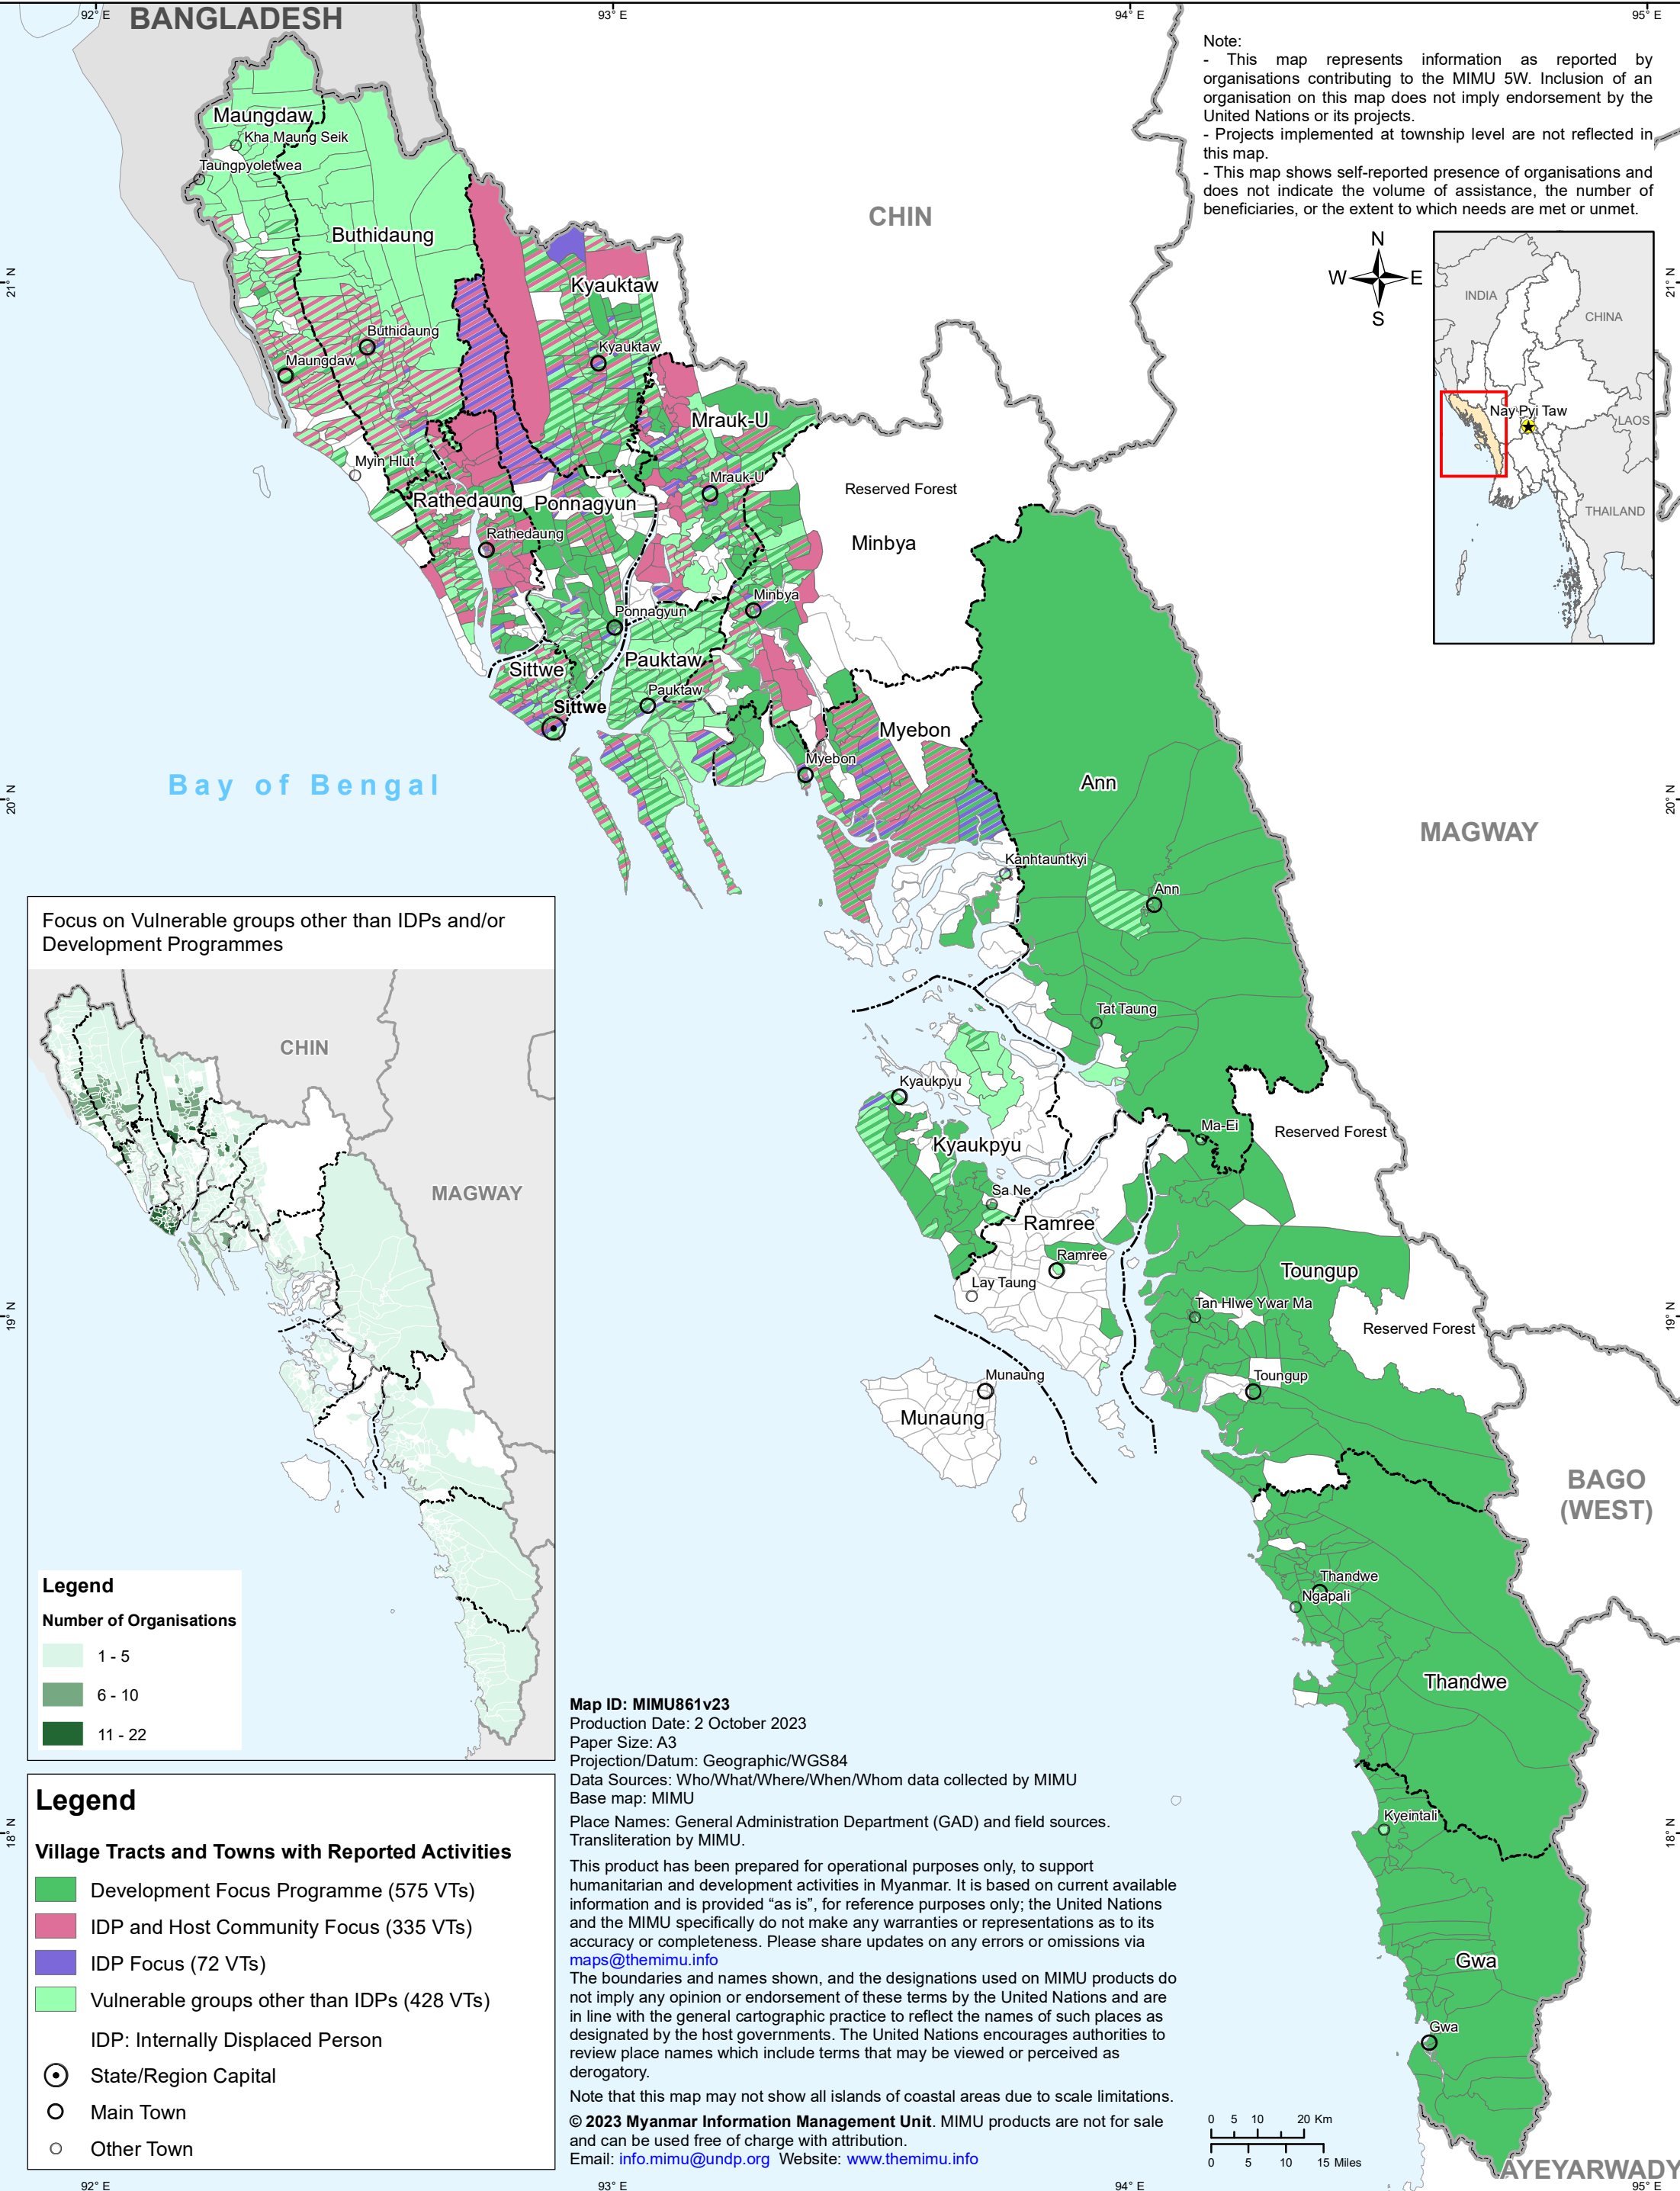 92° E
93° E
94° E
95° E
BANGLADESH
Note:
- This map represents information as reported by
organisations contributing to the MIMU 5W. Inclusion of an
organisation on this map does not imply endorsement by the
United Nations or its projects.
- Projects implemented at township level are not reflected in
this map.
- This map shows self-reported presence of organisations and
does not indicate the volume of assistance, the number of
beneficiaries, or the extent to which needs are met or unmet.
Maungdaw
Kha Maung Seik
Taungpyoletwea
CHIN
Buthidaung
N
W E
S
21° N
21° N
INDIA
CHINA
Nay Pyi Taw
LAOS
THAILAND
Kyauktaw
Buthidaung
Kyauktaw
Maungdaw
Mrauk-U
Myin Hlut
Mrauk-U
Reserved Forest
Rathedaung
Ponnagyun
Rathedaung
Minbya
Minbya
Ponnagyun
Sittwe
Pauktaw
Pauktaw
Sittwe
Myebon
Myebon
Bay of Bengal
Ann
20° N
20° N
MAGWAY
Kanhtauntkyi
Ann
Tat Taung
Kyaukpyu
Ma-Ei
Reserved Forest
Kyaukpyu
Sa Ne
Ramree
Ramree
Lay Taung
Toungup
Tan Hlwe Ywar Ma
19° N
19° N
Reserved Forest
Munaung
Toungup
Munaung
BAGO
(WEST)
Thandwe
Ngapali
Thandwe
Kyeintali
18° N
18° N
Gwa
Gwa
AYEYARWADY
Focus on Vulnerable groups other than IDPs and/or
Development Programmes
CHIN
MAGWAY
Legend
Number of Organisations
1 - 5
6 - 10
11 - 22
Legend
Village Tracts and Towns with Reported Activities
Development Focus Programme (575 VTs)
IDP and Host Community Focus (335 VTs)
IDP Focus (72 VTs)
Vulnerable groups other than IDPs (428 VTs)
IDP: Internally Displaced Person
State/Region Capital
Main Town
Other Town
Map ID: MIMU861v23
Production Date: 2 October 2023
Paper Size: A3
Projection/Datum: Geographic/WGS84
Data Sources: Who/What/Where/When/Whom data collected by MIMU
Base map: MIMU
Place Names: General Administration Department (GAD) and field sources.
Transliteration by MIMU.
This product has been prepared for operational purposes only, to support
humanitarian and development activities in Myanmar. It is based on current available
information and is provided “as is”, for reference purposes only; the United Nations
and the MIMU specifically do not make any warranties or representations as to its
accuracy or completeness. Please share updates on any errors or omissions via
maps@themimu.info
The boundaries and names shown, and the designations used on MIMU products do
not imply any opinion or endorsement of these terms by the United Nations and are
in line with the general cartographic practice to reflect the names of such places as
designated by the host governments. The United Nations encourages authorities to
review place names which include terms that may be viewed or perceived as
derogatory.
Note that this map may not show all islands of coastal areas due to scale limitations.
© 2023 Myanmar Information Management Unit. MIMU products are not for sale
and can be used free of charge with attribution.
Email: info.mimu@undp.org Website: www.themimu.info
0 5 10 20 Km
0 5 10 15 Miles
92° E
93° E
94° E
95° E